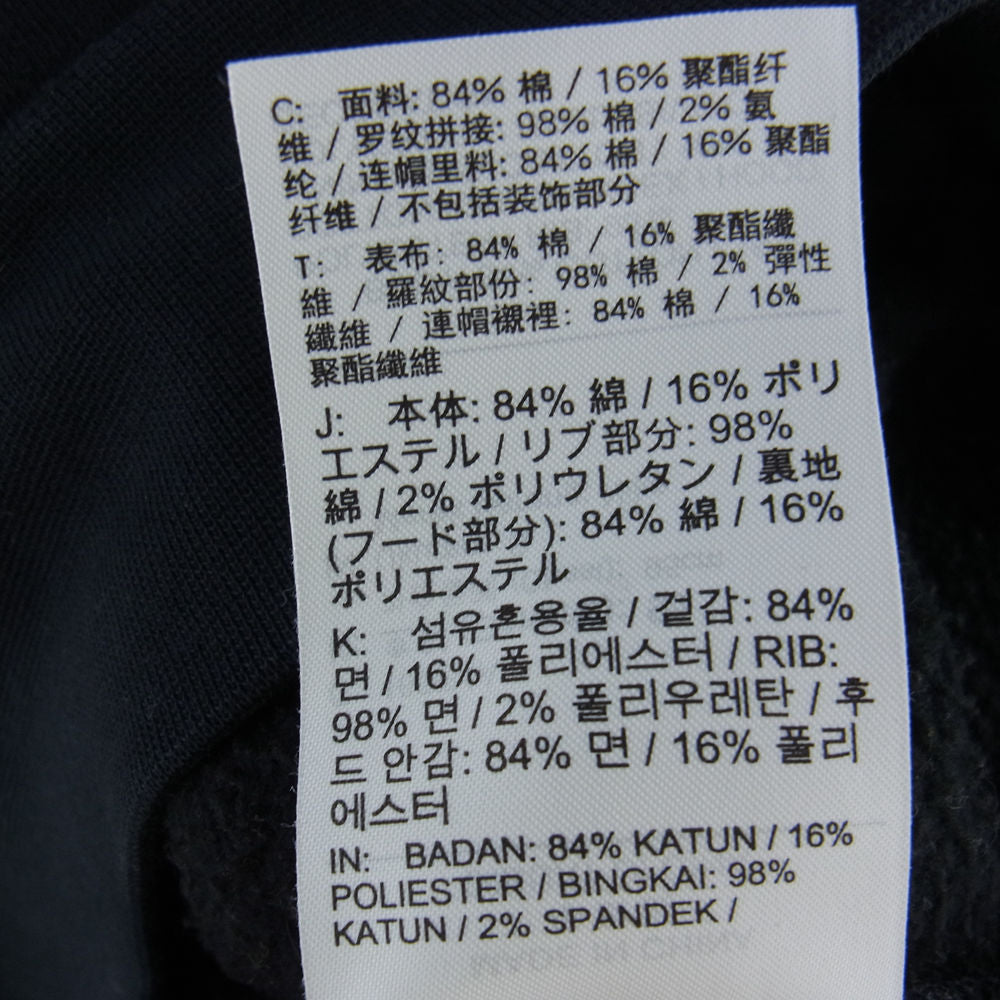 C: 面料: 84% 棉 / 16% 聚酯纤
维 / 罗纹拼接: 98% 棉 / 2% 氨
纶 / 连帽里料: 84% 棉 / 16% 聚酯
纤维 / 不包括装饰部分
T: 表布: 84% 棉 / 16% 聚酯纖
維 / 羅紋部份: 98% 棉 / 2% 彈性
纖維 / 連帽襯裡: 84% 棉 / 16%
聚酯纖維
J: 本体: 84% 綿 / 16% ポリ
エステル / リブ部分: 98%
綿 / 2% ポリウレタン / 裏地
(フード部分): 84% 綿 / 16%
ポリエステル
K: 섬유혼용율 / 겉감: 84%
면 / 16% 폴리에스터 / RIB:
98% 면 / 2% 폴리우레탄 / 후
드 안감: 84% 면 / 16% 폴리
에스터
IN: BADAN: 84% KATUN / 16%
POLIESTER / BINGKAI: 98%
KATUN / 2% SPANDEK /